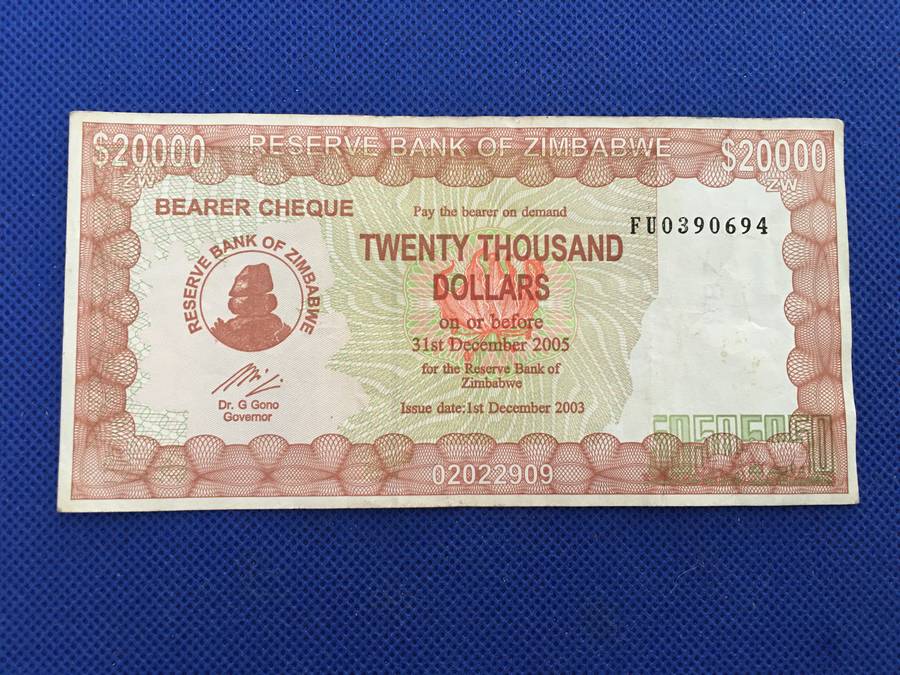 $20000 RESERVE BANK OF ZIMBABWE $20000
ZW ZW
BEARER CHEQUE
Pay the bearer on demand
FU0390694
TWENTY THOUSAND
DOLLARS
on or before
31st December 2005
for the Reserve Bank of
Zimbabwe
Issue date:1st December 2003
RESERVE BANK OF ZIMBABWE
Dr. G Gono
Governor
02022909